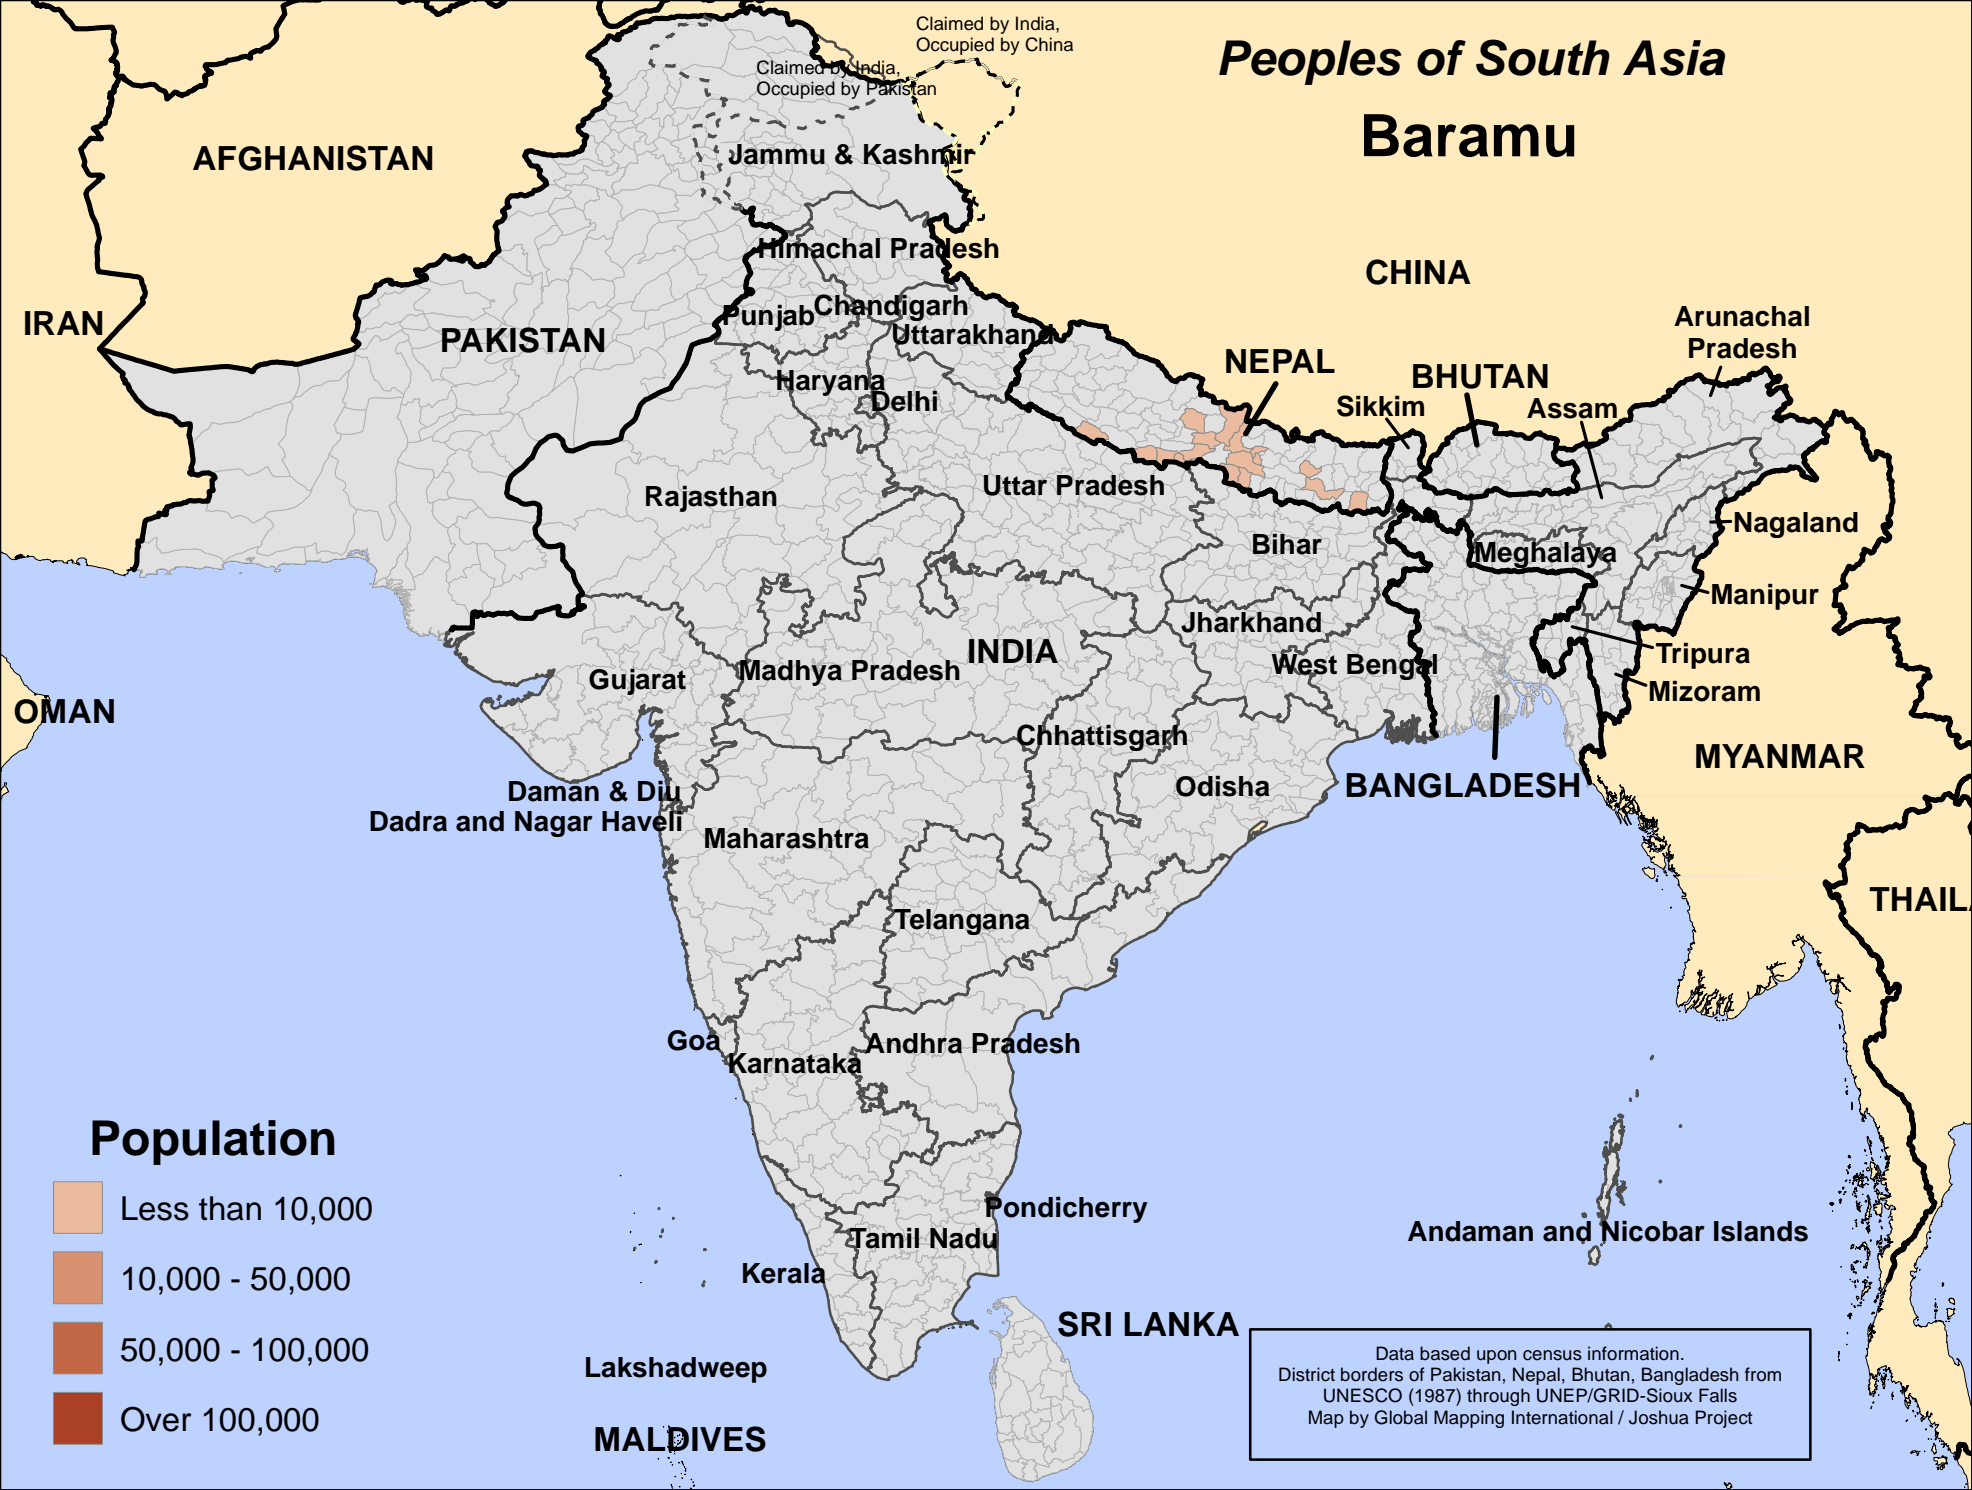 Claimed by India,
Occupied by China
Peoples of South Asia
Baramu
Claimed by India,
Occupied by Pakistan
AFGHANISTAN
Jammu & Kashmir
Himachal Pradesh
CHINA
IRAN
PAKISTAN
Punjab
Chandigarh
Uttarakhand
Arunachal
Pradesh
NEPAL
BHUTAN
Haryana
Delhi
Sikkim
Assam
Rajasthan
Uttar Pradesh
Nagaland
Bihar
Meghalaya
Manipur
Jharkhand
INDIA
Tripura
Gujarat
Madhya Pradesh
West Bengal
Mizoram
OMAN
Chhattisgarh
MYANMAR
Daman & Diu
Odisha
BANGLADESH
Dadra and Nagar Haveli
Maharashtra
THAIL
Telangana
Goa
Karnataka
Andhra Pradesh
Population
Less than 10,000
10,000 - 50,000
50,000 - 100,000
Over 100,000
Pondicherry
Tamil Nadu
Andaman and Nicobar Islands
Kerala
SRI LANKA
Lakshadweep
MALDIVES
Data based upon census information.
District borders of Pakistan, Nepal, Bhutan, Bangladesh from
UNESCO (1987) through UNEP/GRID-Sioux Falls
Map by Global Mapping International / Joshua Project